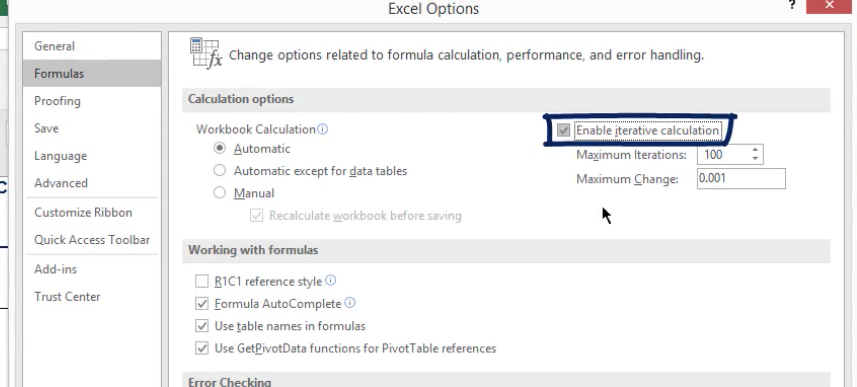 Excel Options
?
General
Change options related to formula calculation, performance, and error handling.
Formulas
Proofing
Save
Language
Advanced
Customize Ribbon
Quick Access Toolbar
Add-ins
Trust Center
Calculation options
Workbook Calculation
Automatic
Automatic except for data tables
Manual
Recalculate workbook before saving
Enable iterative calculation
Maximum Iterations: 100
Maximum Change: 0.001
Working with formulas
R1C1 reference style
Formula AutoComplete
Use table names in formulas
Use GetPivotData functions for PivotTable references
Error Checking
C